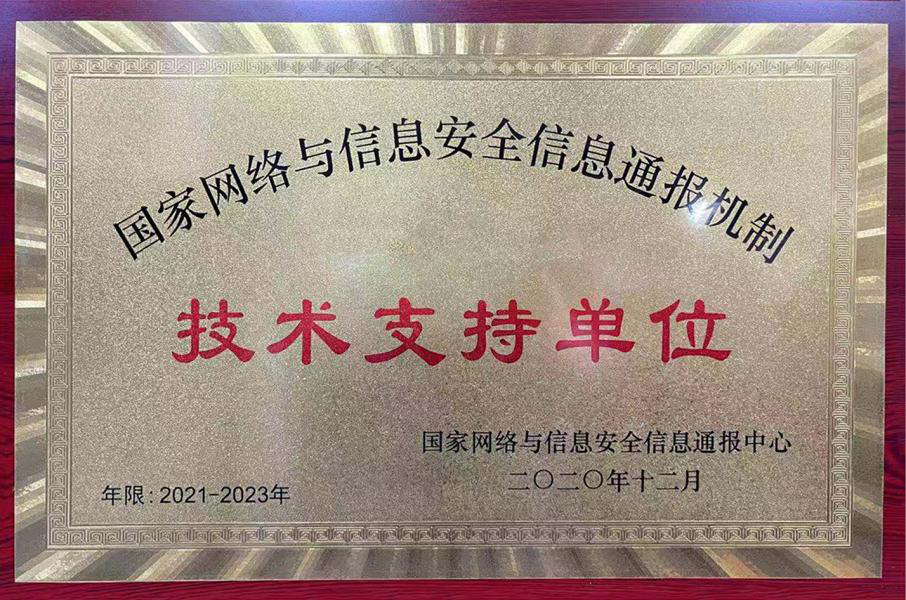 国家网络与信息安全信息通报机制
技术支持单位
国家网络与信息安全信息通报中心
二〇二〇年十二月
年限:2021-2023年